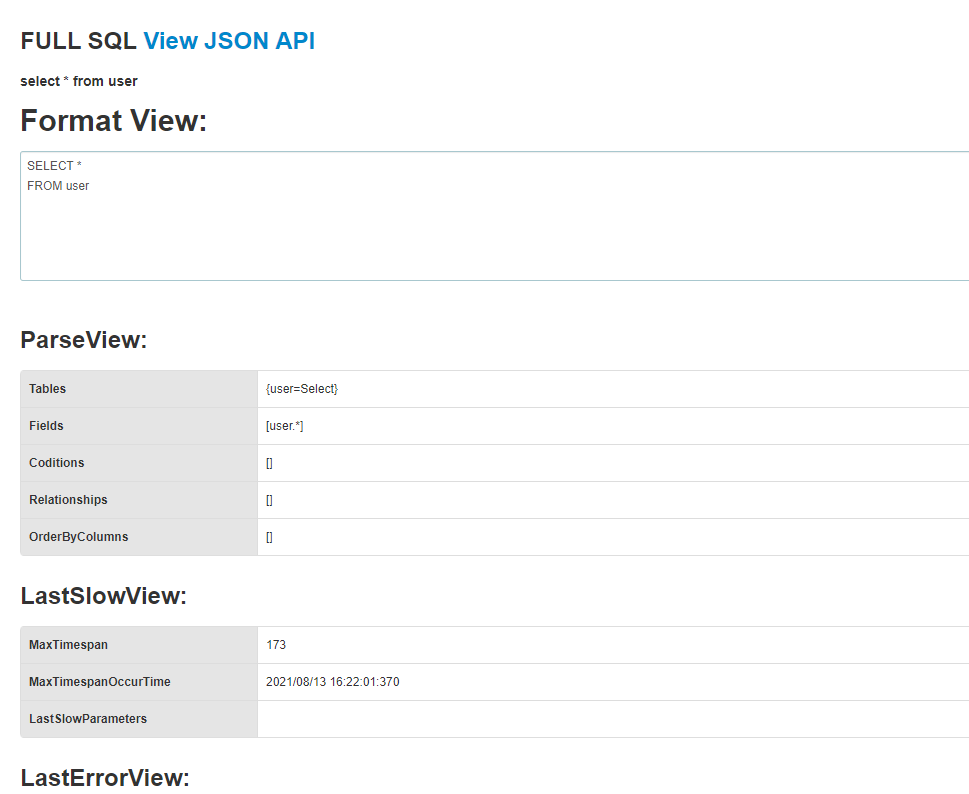 FULL SQL View JSON API
select * from user
Format View:
SELECT *
FROM user
ParseView:
Tables {user=Select}
Fields [user.*]
Coditions []
Relationships []
OrderByColumns []
LastSlowView:
MaxTimespan 173
MaxTimespanOccurTime 2021/08/13 16:22:01:370
LastSlowParameters
LastErrorView: